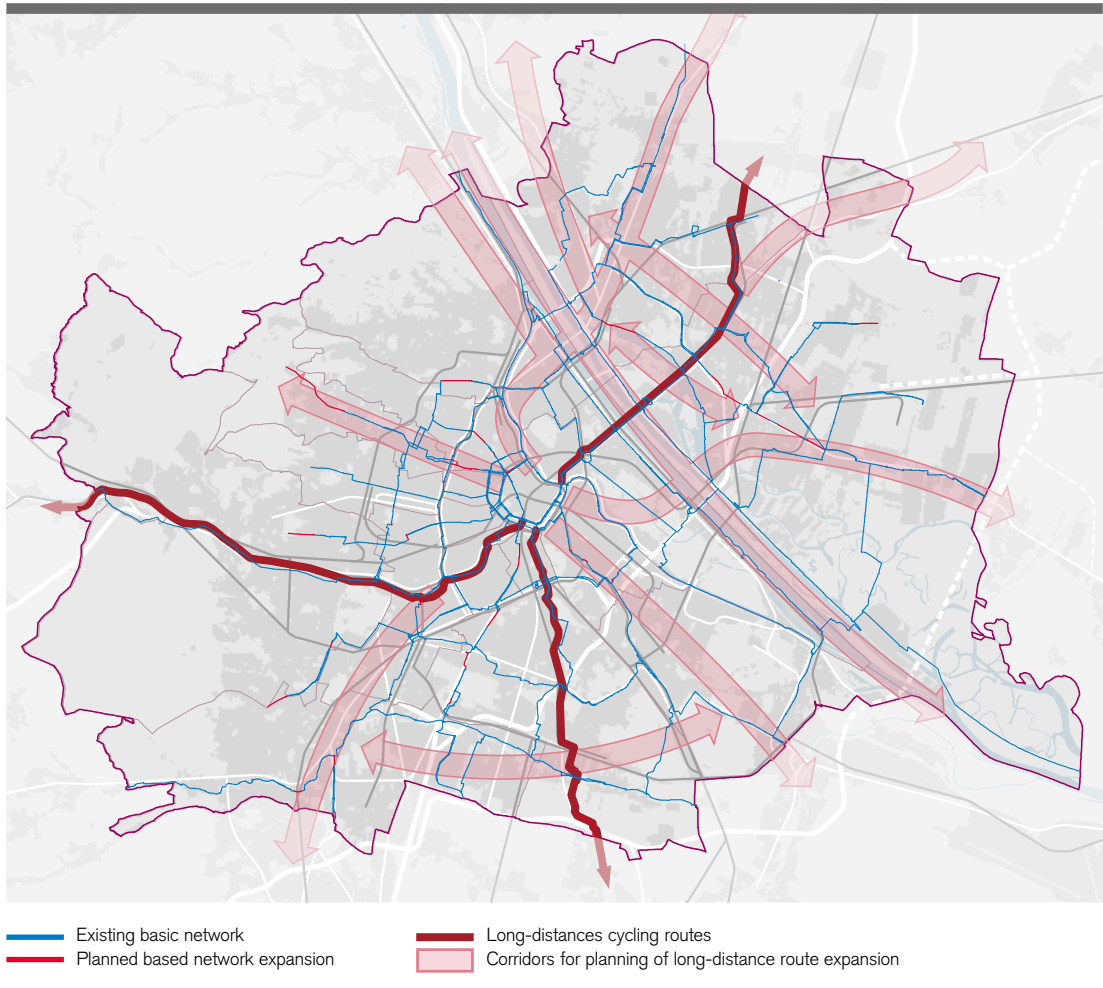 Existing basic network
Planned based network expansion
Long-distances cycling routes
Corridors for planning of long-distance route expansion